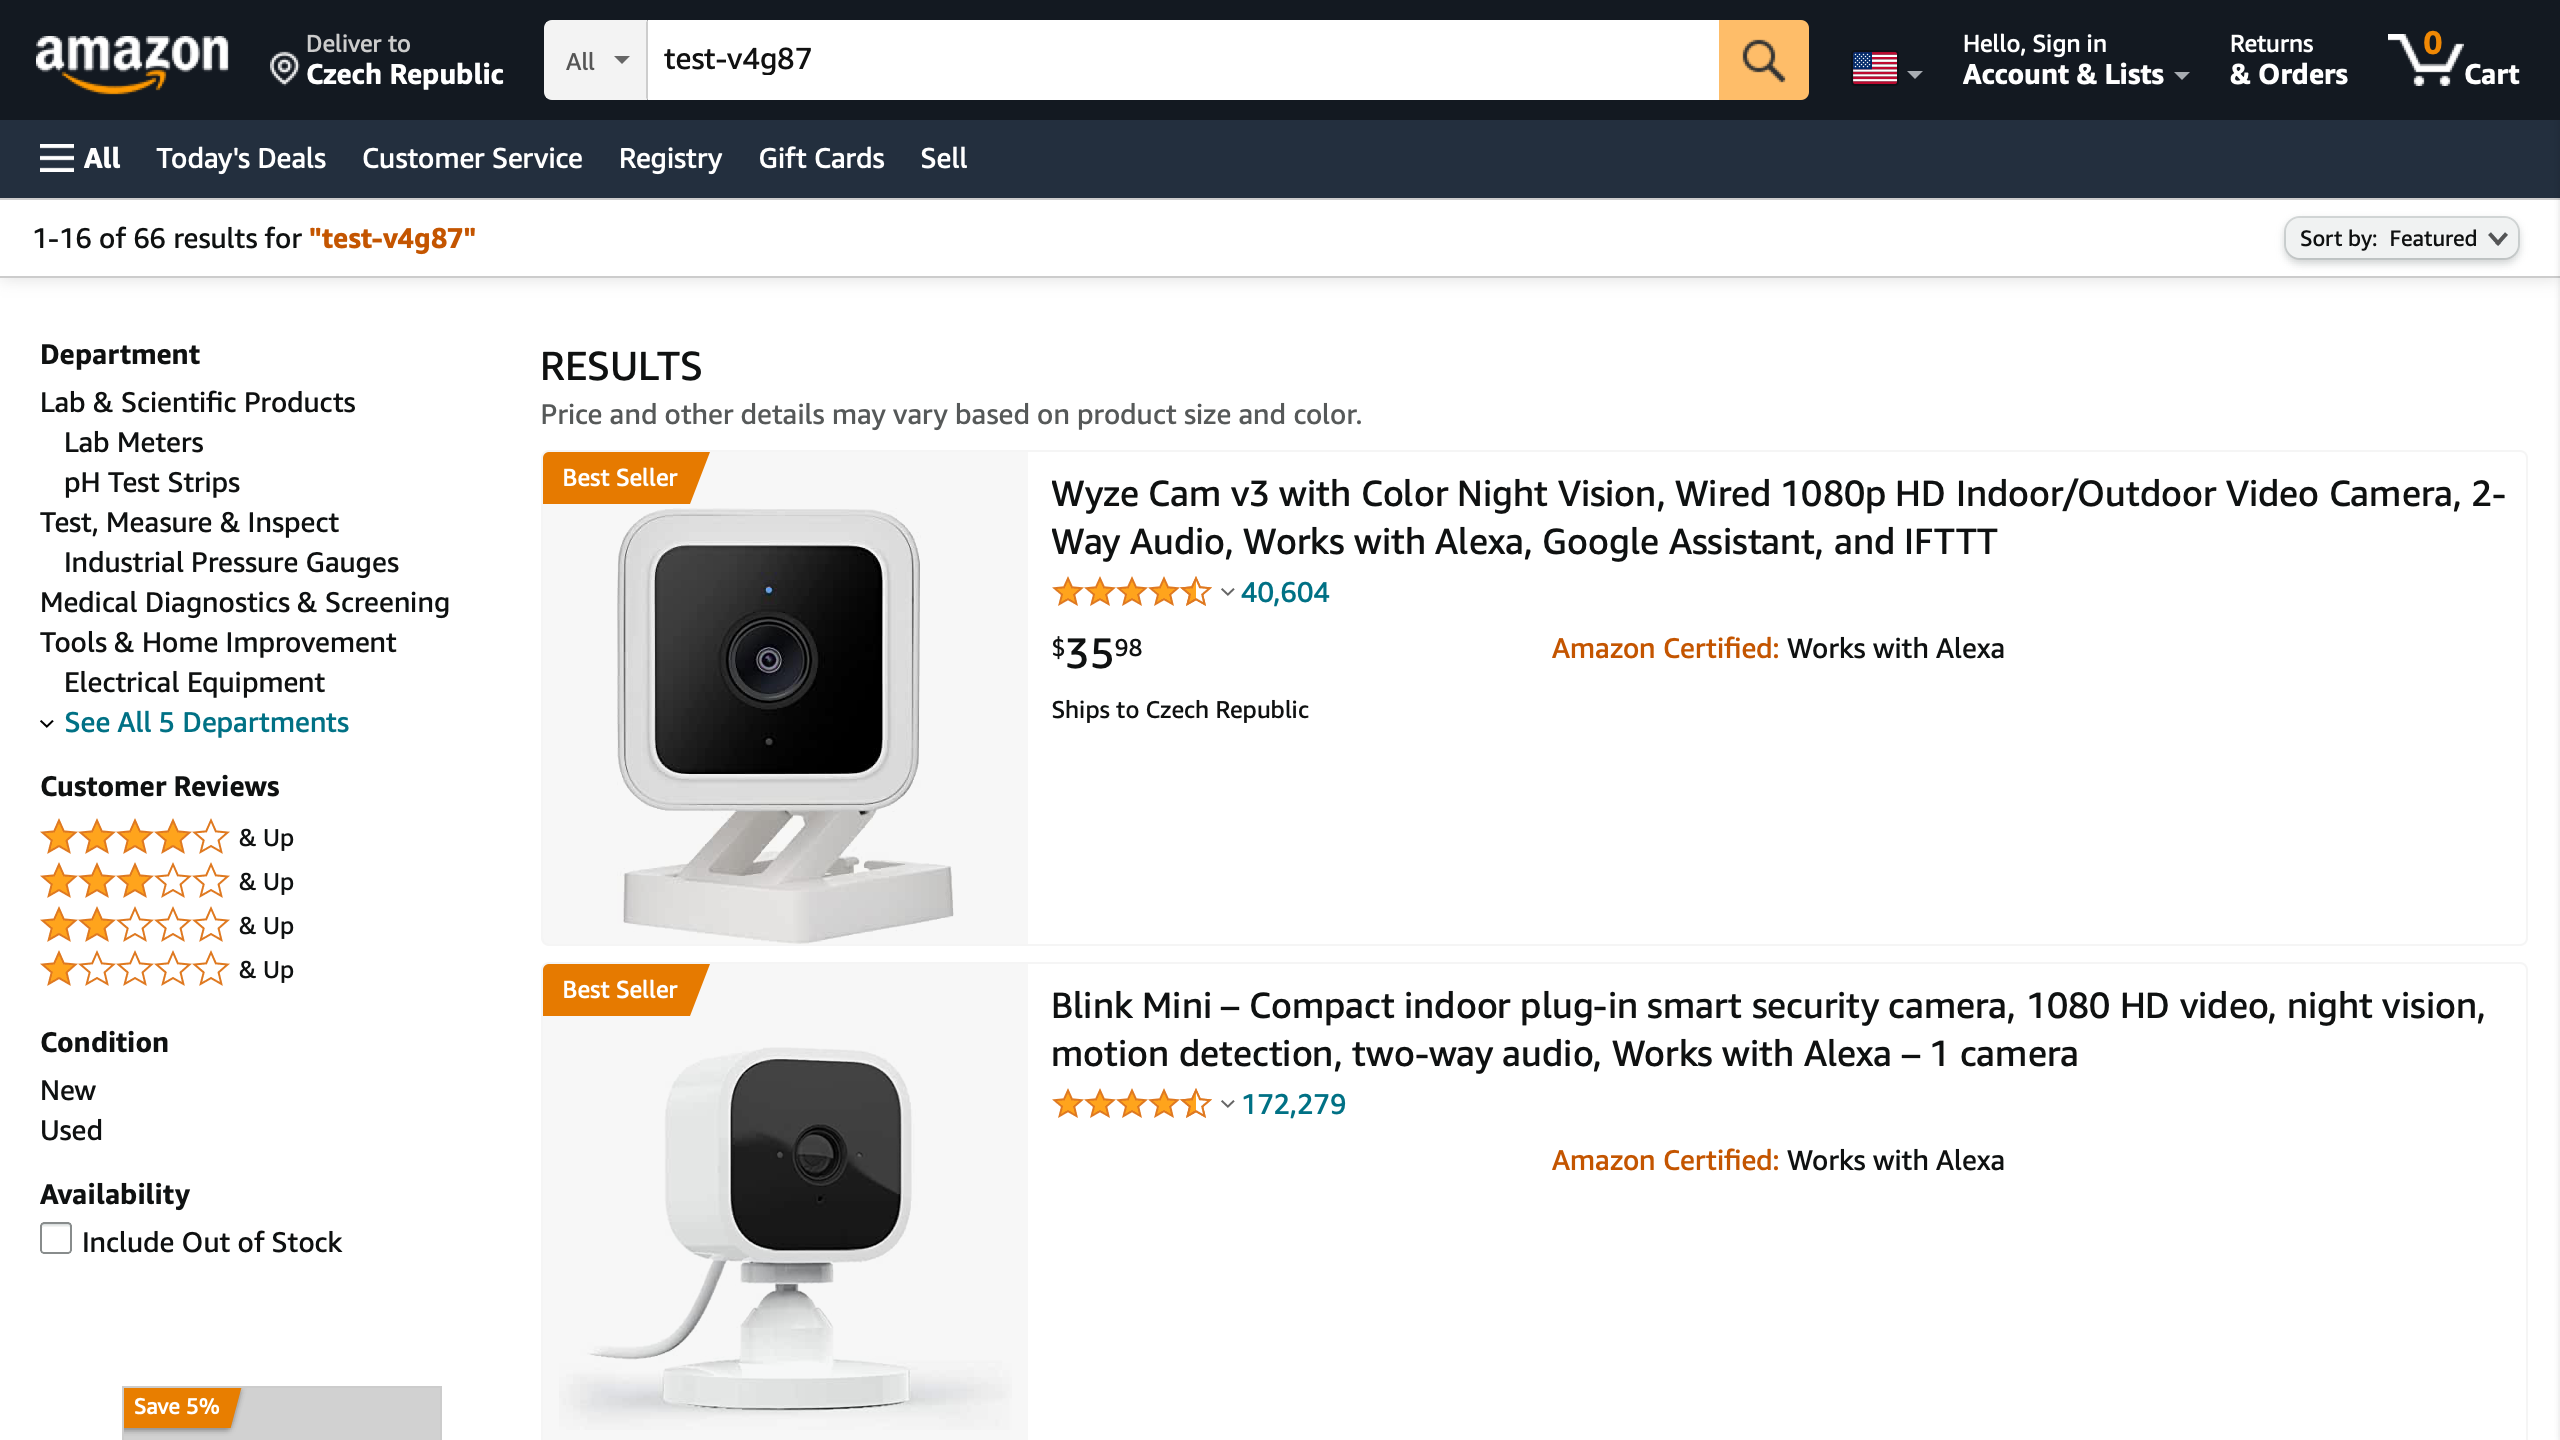 amazon
Deliver to
Czech Republic
All
test-v4g87
Hello, Sign in
Account & Lists
Returns
& Orders
0
Cart
All
Today's Deals
Customer Service
Registry
Gift Cards
Sell
1-16 of 66 results for "test-v4g87"
Sort by: Featured
Department
Lab & Scientific Products
Lab Meters
pH Test Strips
Test, Measure & Inspect
Industrial Pressure Gauges
Medical Diagnostics & Screening
Tools & Home Improvement
Electrical Equipment
See All 5 Departments
Customer Reviews
& Up
& Up
& Up
& Up
Condition
New
Used
Availability
Include Out of Stock
Save 5%
RESULTS
Price and other details may vary based on product size and color.
Best Seller
Wyze Cam v3 with Color Night Vision, Wired 1080p HD Indoor/Outdoor Video Camera, 2-
Way Audio, Works with Alexa, Google Assistant, and IFTTT
40,604
$3598
Amazon Certified: Works with Alexa
Ships to Czech Republic
Best Seller
Blink Mini – Compact indoor plug-in smart security camera, 1080 HD video, night vision,
motion detection, two-way audio, Works with Alexa – 1 camera
172,279
Amazon Certified: Works with Alexa